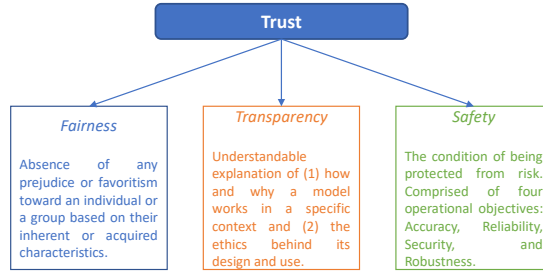 Trust
Fairness
Absence of any
prejudice or favoritism
toward an individual or
a group based on their
inherent or acquired
characteristics.
Transparency
Understandable
explanation of (1) how
and why a model
works in a specific
context and (2) the
ethics behind its
design and use.
Safety
The condition of being
protected from risk.
Comprised of four
operational objectives:
Accuracy, Reliability,
Security, and
Robustness.